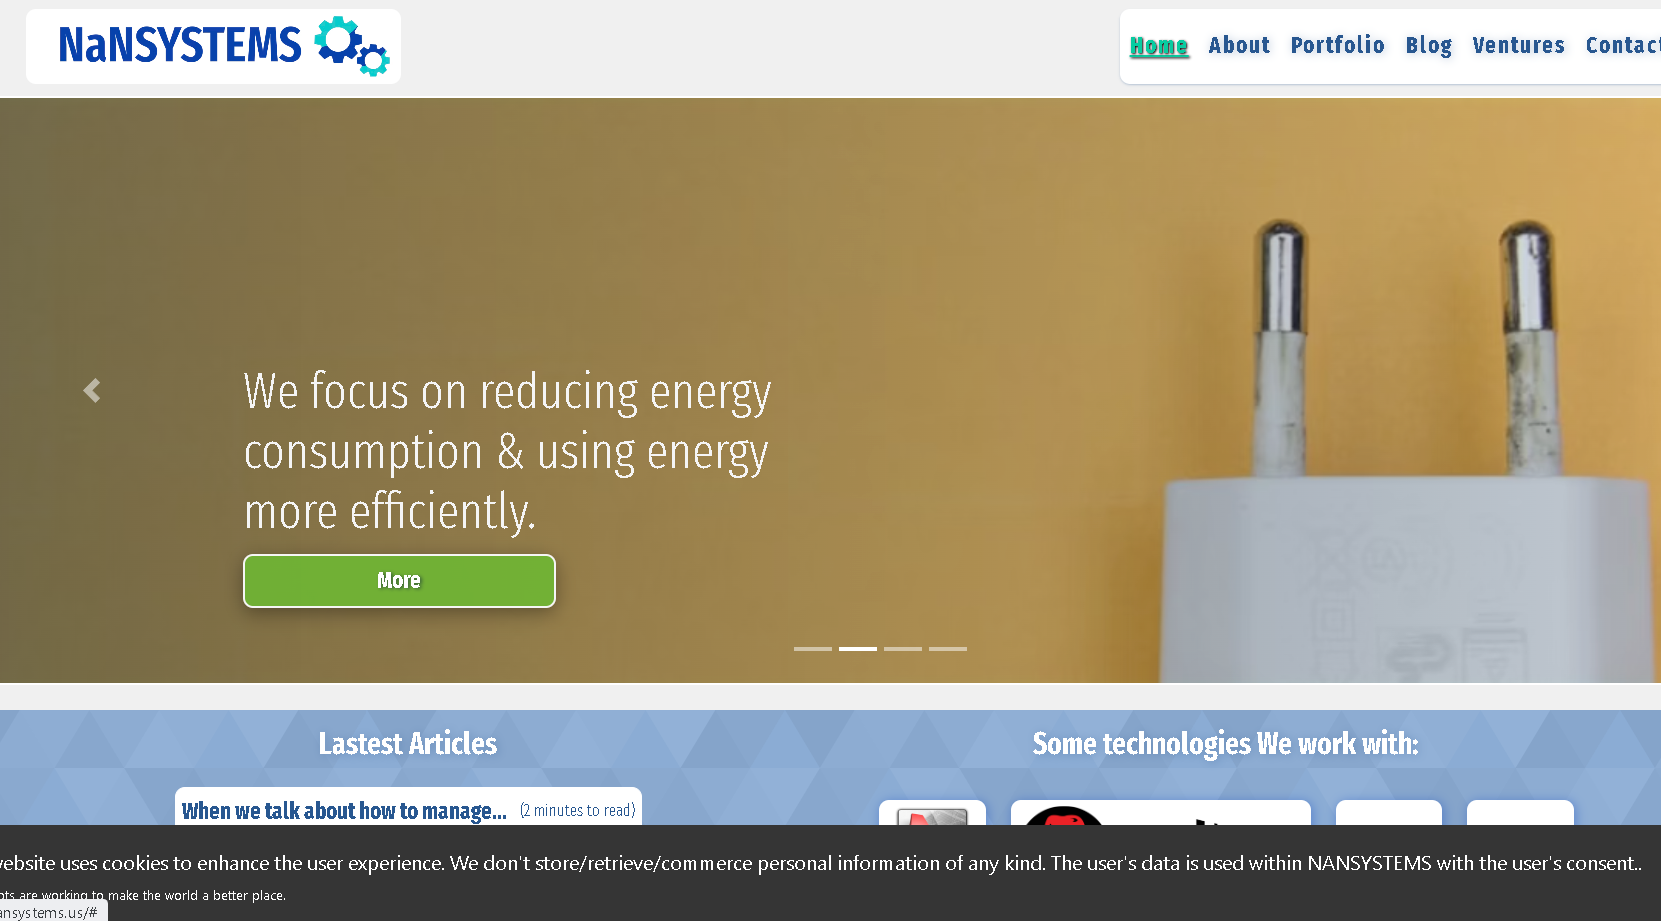 NaNSYSTEMS
Home About Portfolio Blog Ventures Contact
We focus on reducing energy
consumption & using energy
more efficiently.
More
Lastest Articles
Some technologies We work with:
When we talk about how to manage... (2 minutes to read)
website uses cookies to enhance the user experience. We don't store/retrieve/commerce personal information of any kind. The user's data is used within NANSYSTEMS with the user's consent..
are working to make the world a better place.
ansystems.us/#